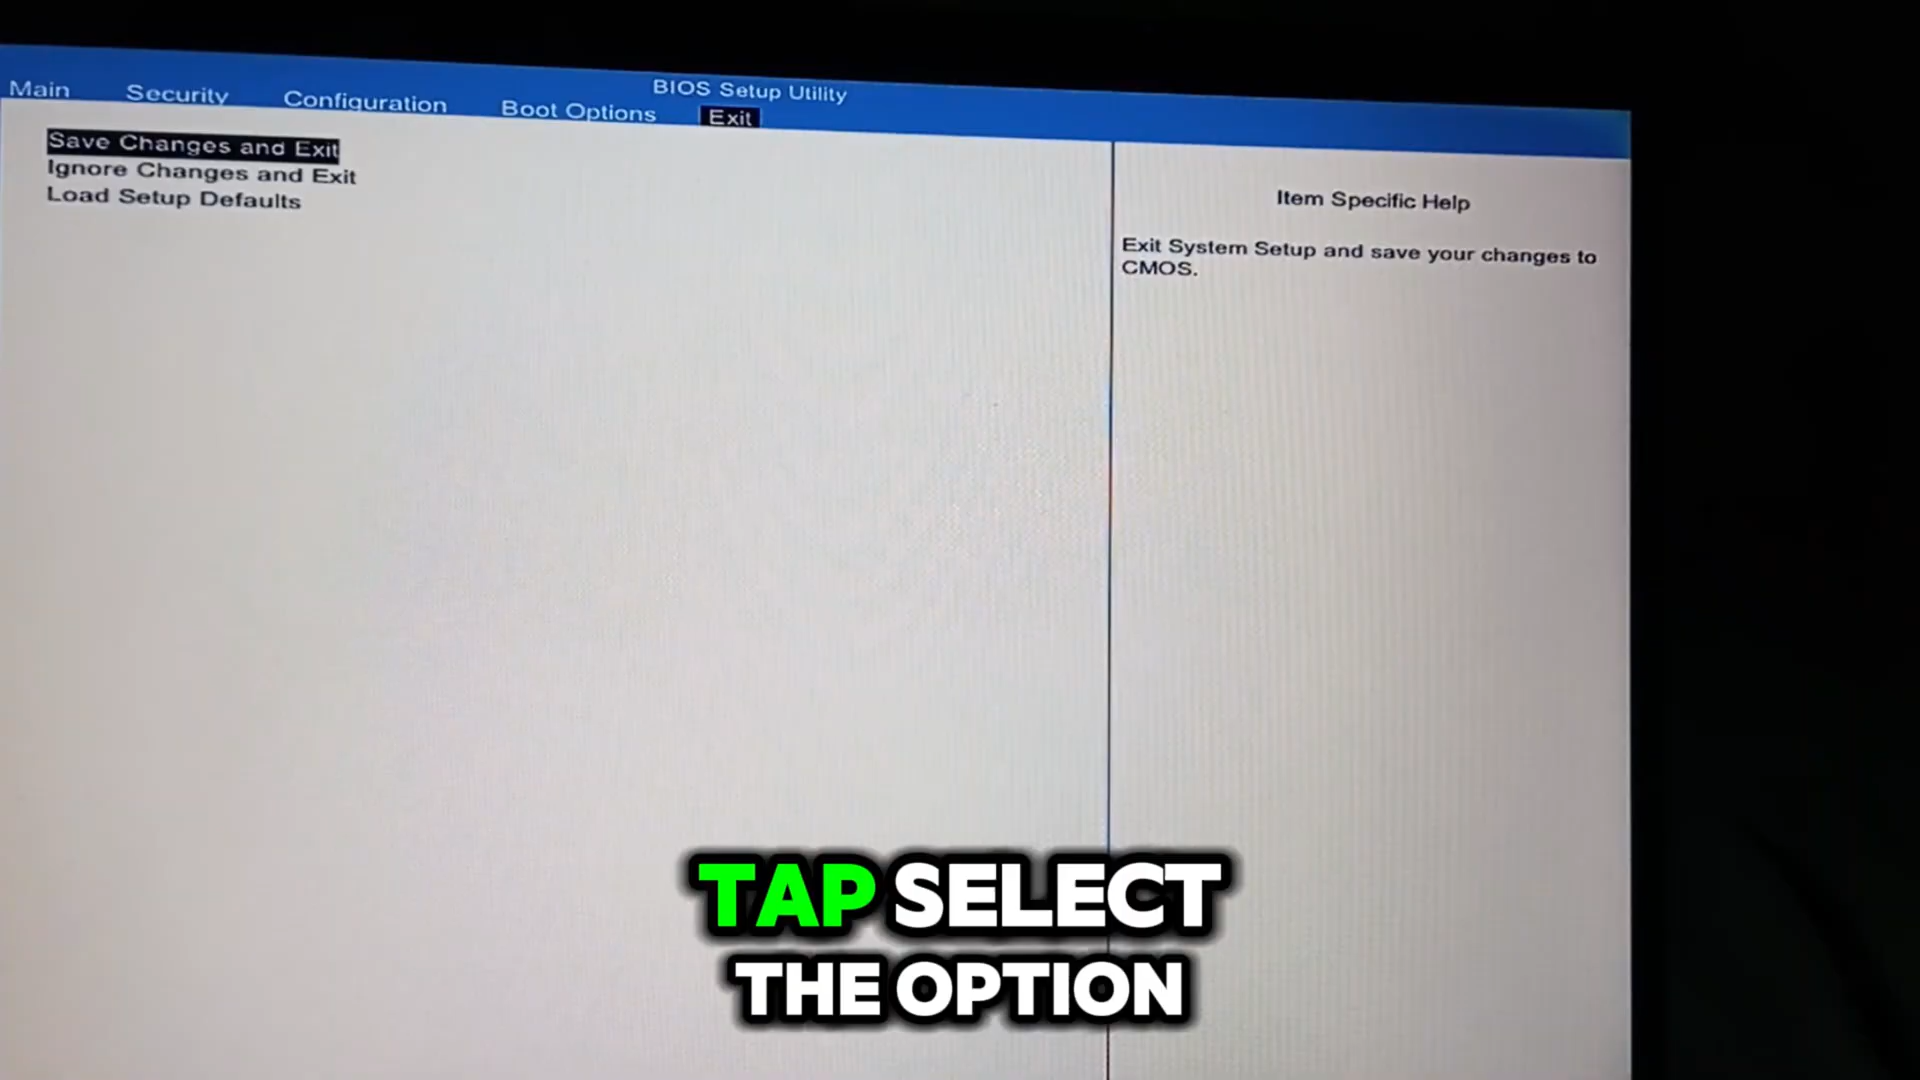 BIOS Setup Utility
Main Security Configuration Boot Options Exit
Save Changes and Exit
Ignore Changes and Exit
Load Setup Defaults
Item Specific Help
Exit System Setup and save your changes to
CMOS.
TAP SELECT
THE OPTION